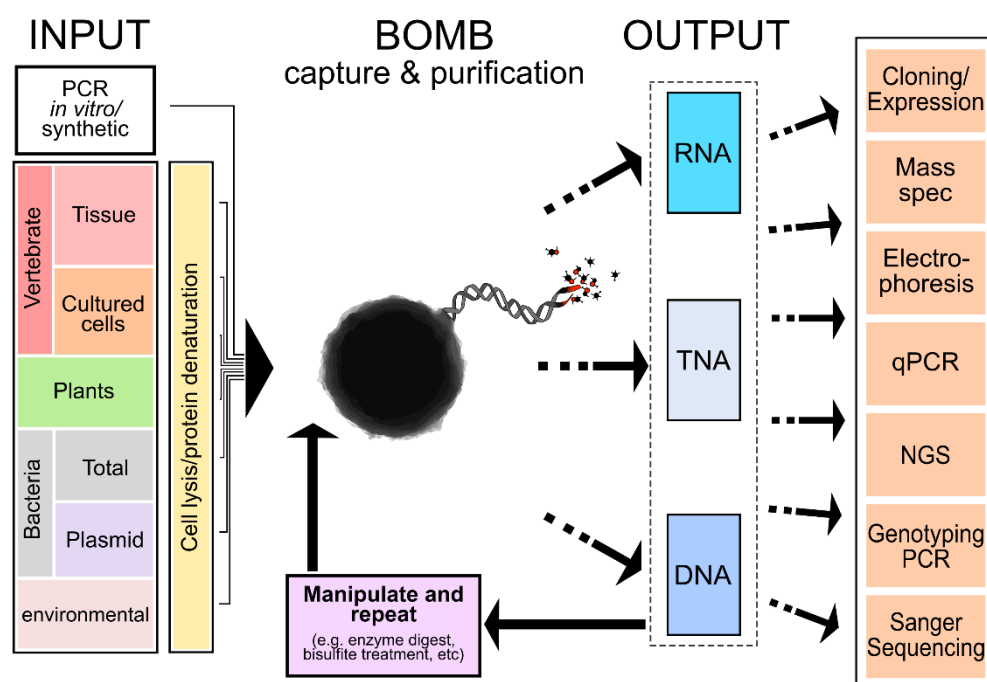 INPUT
PCR
in vitro/
synthetic
Vertebrate
Tissue
Cultured
cells
Plants
Bacteria
Total
Plasmid
environmental
Cell lysis/protein denaturation
BOMB
capture & purification
Manipulate and
repeat
(e.g. enzyme digest,
bisulfite treatment, etc)
OUTPUT
RNA
TNA
DNA
Cloning/
Expression
Mass
spec
Electro-
phoresis
qPCR
NGS
Genotyping
PCR
Sanger
Sequencing